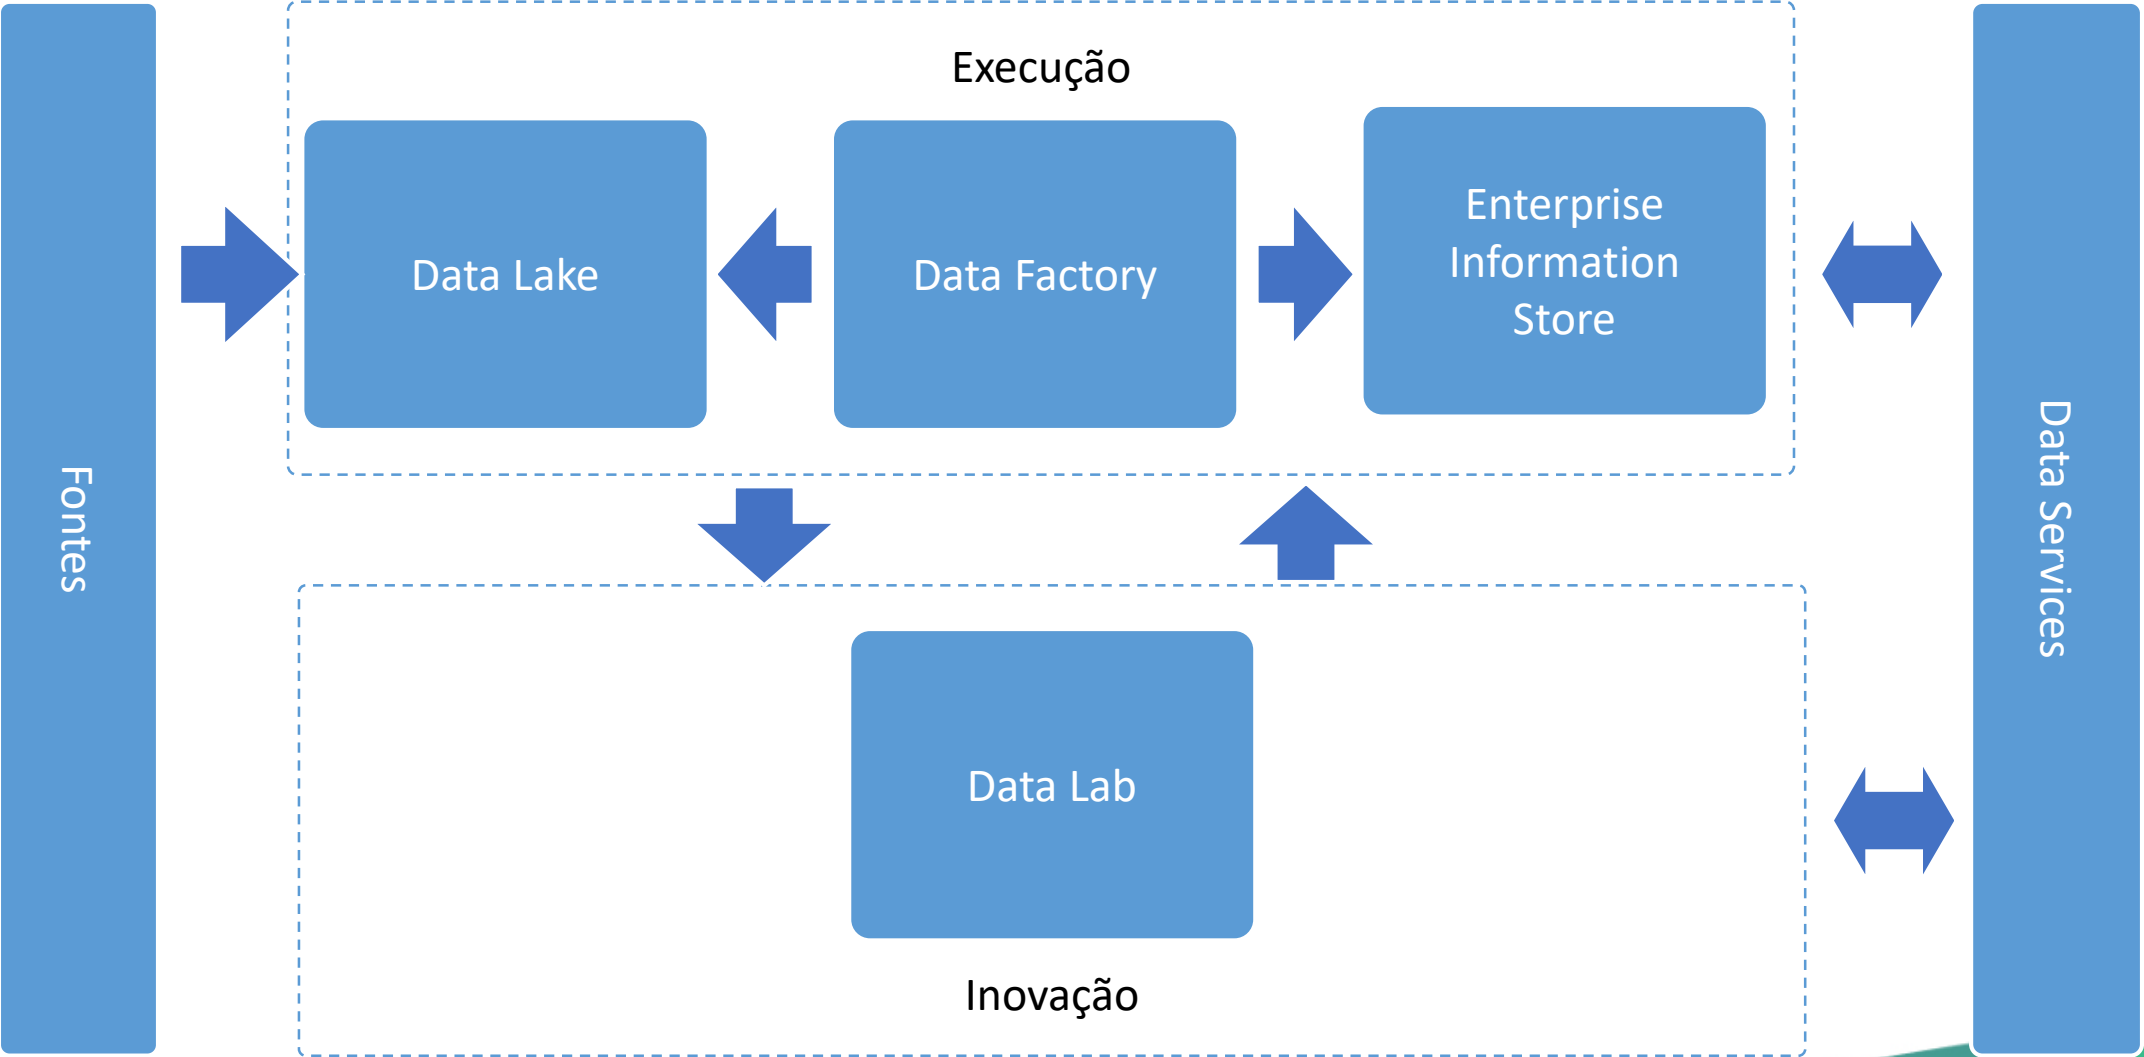 Fontes
Execução
Data Lake
Data Factory
Enterprise
Information
Store
Data Lab
Inovação
Data Services